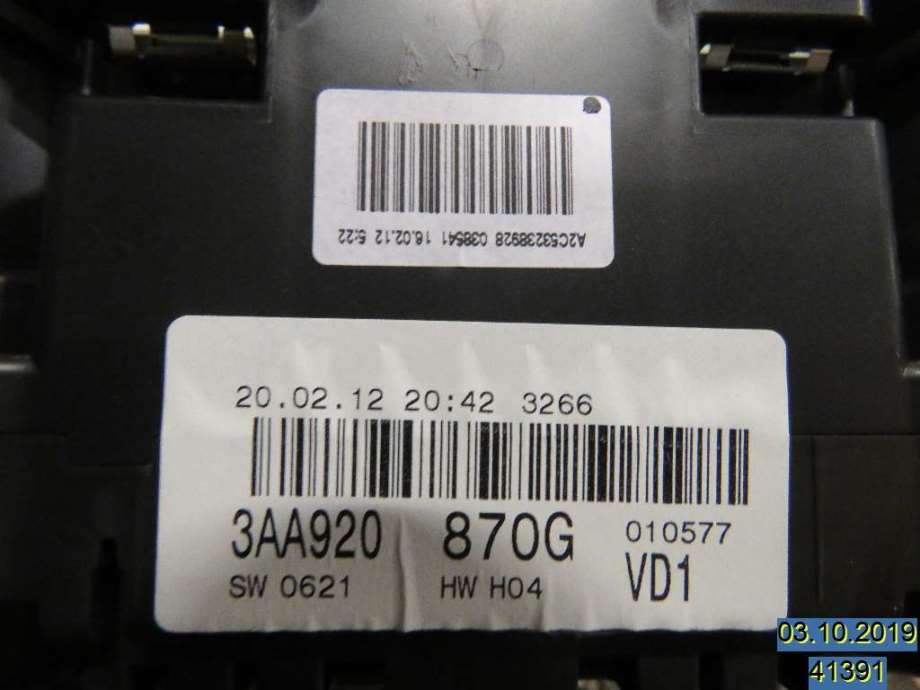 A2C53238928 038541 16.02.12 5:22
20.02.12 20:42 3266
3AA920 870G 010577
SW 0621 HW H04 VD1
03.10.2019
41391